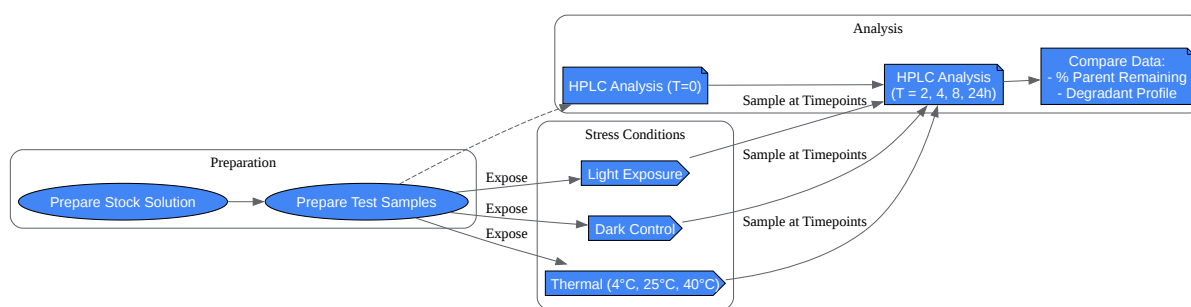 Preparation
Prepare Stock Solution
Prepare Test Samples
Expose
Expose
Expose
Stress Conditions
Light Exposure
Dark Control
Thermal (4°C, 25°C, 40°C)
Sample at Timepoints
Sample at Timepoints
Sample at Timepoints
Analysis
HPLC Analysis (T=0)
HPLC Analysis
(T = 2, 4, 8, 24h)
Compare Data:
- % Parent Remaining
- Degradant Profile